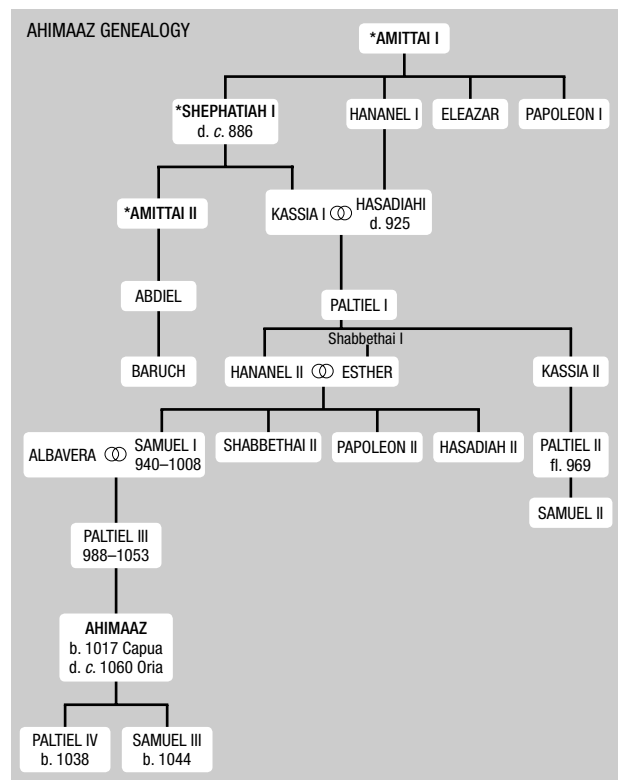 AHIMAAZ GENEALOGY
*AMITTAI I
*SHEPHATIAH I
d. c. 886
HANANEL I
ELEAZAR
PAPOLEON I
*AMITTAI II
KASSIA I
HASADIAHI
d. 925
ABDIEL
PALTIEL I
Shabbethai I
BARUCH
HANANEL II
ESTHER
KASSIA II
ALBAVERA
SAMUEL I
940–1008
SHABBETHAI II
PAPOLEON II
HASADIAH II
PALTIEL II
fl. 969
SAMUEL II
PALTIEL III
988–1053
AHIMAAZ
b. 1017 Capua
d. c. 1060 Oria
PALTIEL IV
b. 1038
SAMUEL III
b. 1044